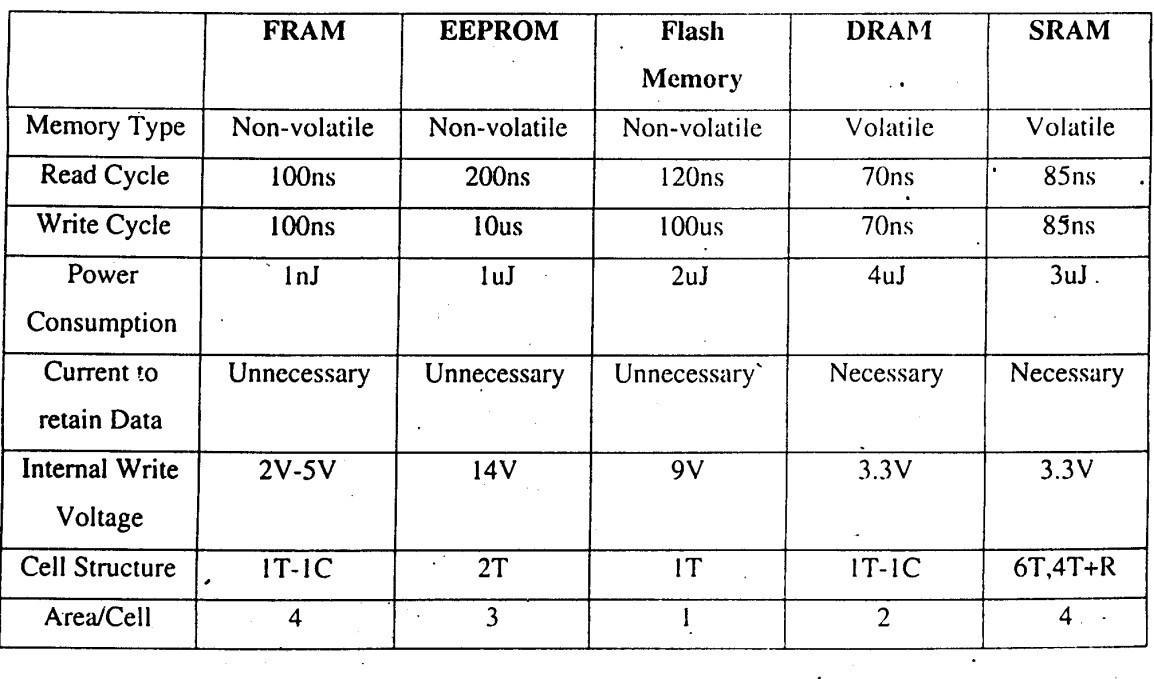 FRAM EEPROM Flash Memory DRAM SRAM
Memory Type Non-volatile Non-volatile Non-volatile Volatile Volatile
Read Cycle 100ns 200ns 120ns 70ns 85ns
Write Cycle 100ns 10us 100us 70ns 85ns
Power Consumption 1nJ 1uJ 2uJ 4uJ 3uJ
Current to retain Data Unnecessary Unnecessary Unnecessary Necessary Necessary
Internal Write Voltage 2V-5V 14V 9V 3.3V 3.3V
Cell Structure 1T-1C 2T 1T 1T-1C 6T,4T+R
Area/Cell 4 3 1 2 4